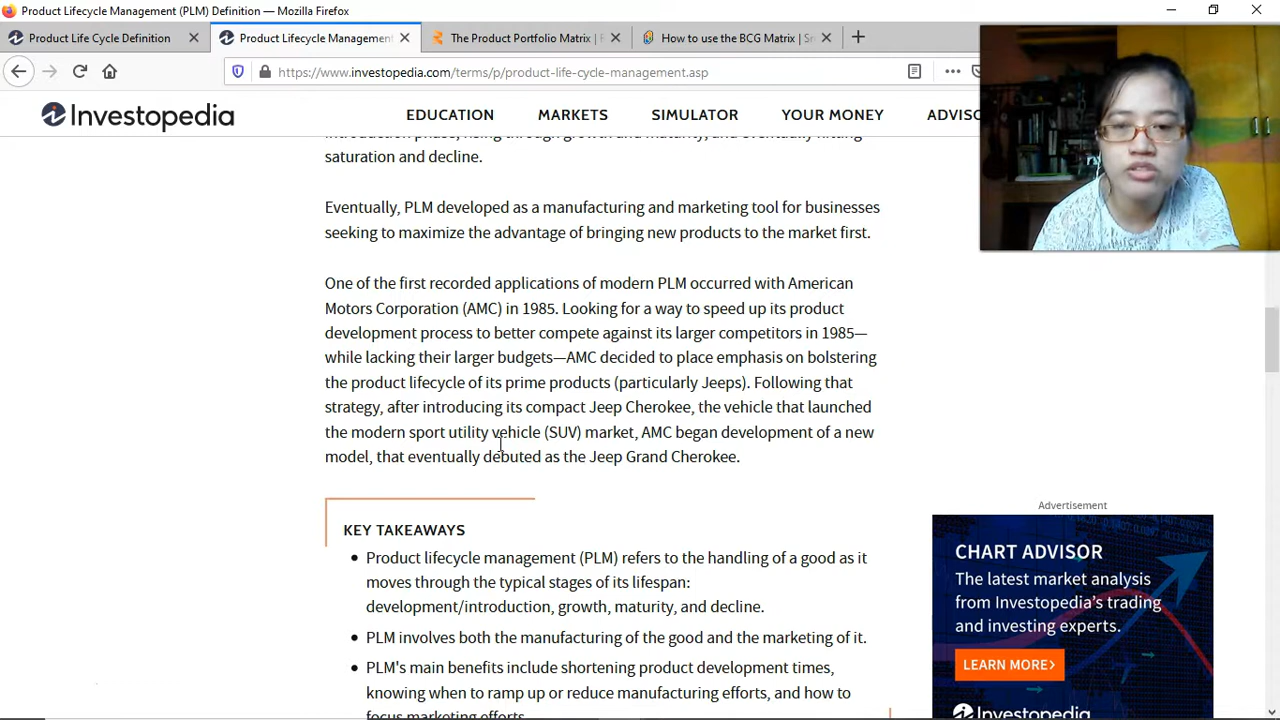 Product Lifecycle Management (PLM) Definition — Mozilla Firefox
Product Life Cycle Definition
Product Lifecycle Management
The Product Portfolio Matrix |
How to use the BCG Matrix |
https://www.investopedia.com/terms/p/product-life-cycle-management.asp
Investopedia
EDUCATION
MARKETS
SIMULATOR
YOUR MONEY
saturation and decline.
Eventually, PLM developed as a manufacturing and marketing tool for businesses
seeking to maximize the advantage of bringing new products to the market first.
One of the first recorded applications of modern PLM occurred with American
Motors Corporation (AMC) in 1985. Looking for a way to speed up its product
development process to better compete against its larger competitors in 1985—
while lacking their larger budgets—AMC decided to place emphasis on bolstering
the product lifecycle of its prime products (particularly Jeeps). Following that
strategy, after introducing its compact Jeep Cherokee, the vehicle that launched
the modern sport utility vehicle (SUV) market, AMC began development of a new
model, that eventually debuted as the Jeep Grand Cherokee.
KEY TAKEAWAYS
Product lifecycle management (PLM) refers to the handling of a good as it
moves through the typical stages of its lifespan:
development/introduction, growth, maturity, and decline.
PLM involves both the manufacturing of the good and the marketing of it.
PLM's main benefits include shortening product development times,
knowing when to ramp up or reduce manufacturing efforts, and how to
focus marketing efforts.
Advertisement
CHART ADVISOR
The latest market analysis
from Investopedia's trading
and investing experts.
LEARN MORE>
Investopedia